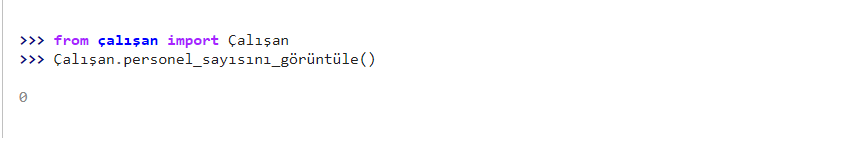 >>> from çalışan import Çalışan
>>> Çalışan.personel_sayısını_görüntüle()
0